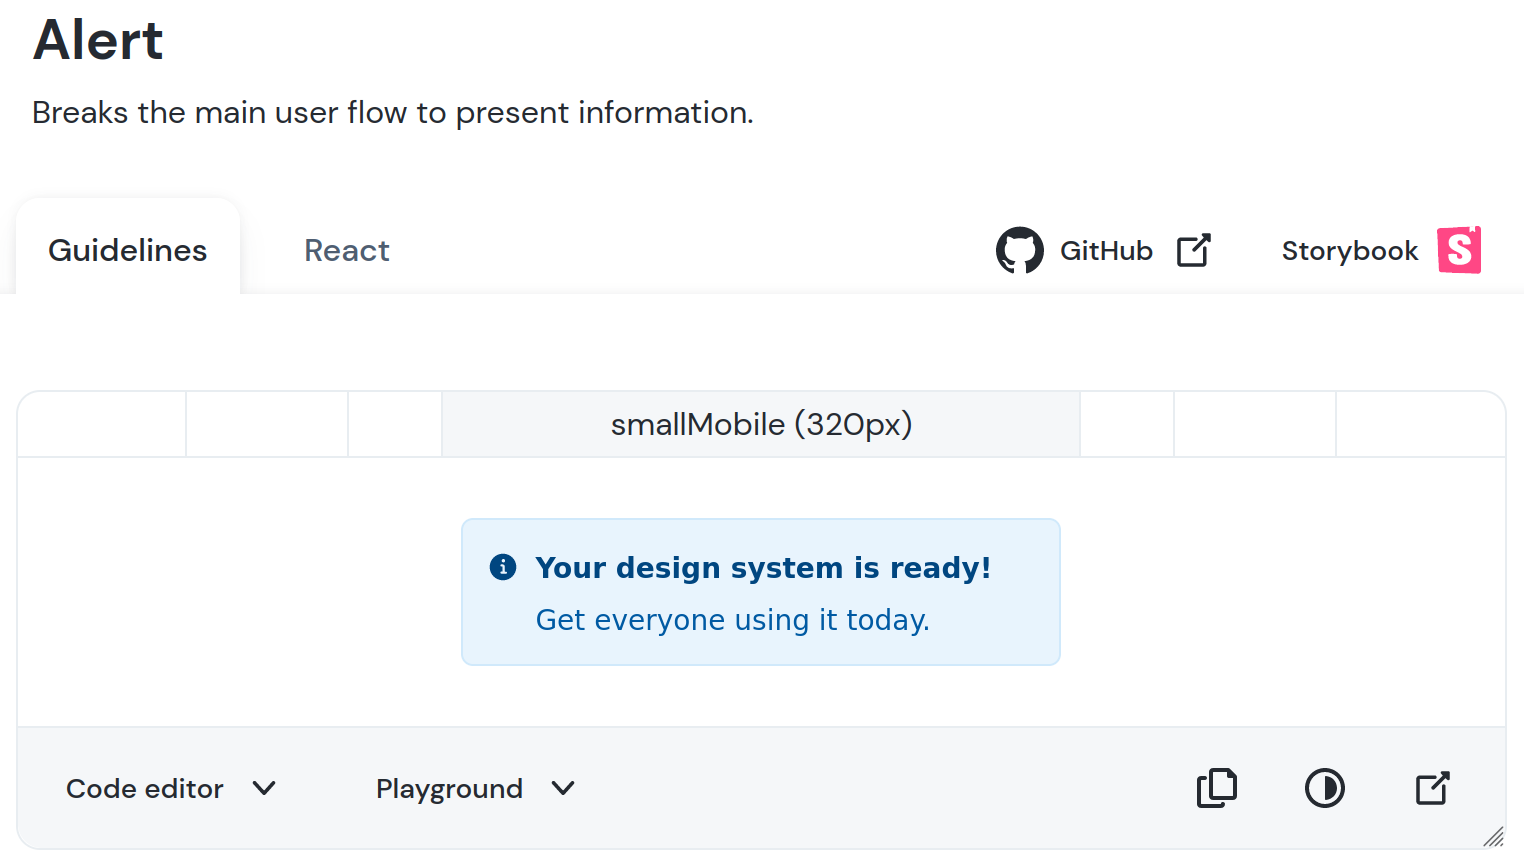 Alert
Breaks the main user flow to present information.
Guidelines
React
GitHub
Storybook
smallMobile (320px)
Your design system is ready!
Get everyone using it today.
Code editor
Playground